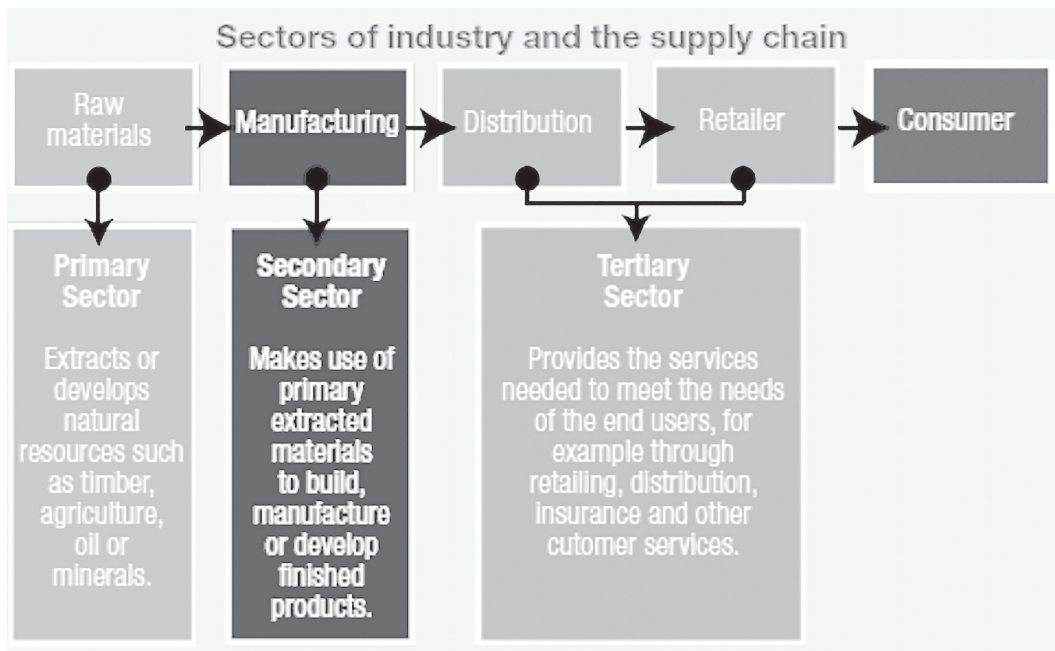 Sectors of industry and the supply chain
Raw
materials
Manufacturing
Distribution
Retailer
Consumer
Primary
Sector
Extracts or
develops
natural
resources such
as timber,
agriculture,
oil or
minerals.
Secondary
Sector
Makes use of
primary
extracted
materials
to build,
manufacture
or develop
finished
products.
Tertiary
Sector
Provides the services
needed to meet the needs
of the end users, for
example through
retailing, distribution,
insurance and other
cutomer services.